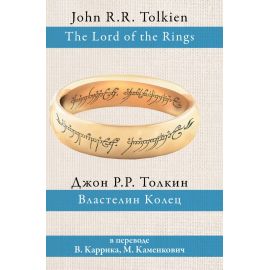 John R.R. Tolkien
The Lord of the Rings
Джон Р.Р. Толкин
Властелин Колец
в переводе
В. Каррика, М. Каменкович